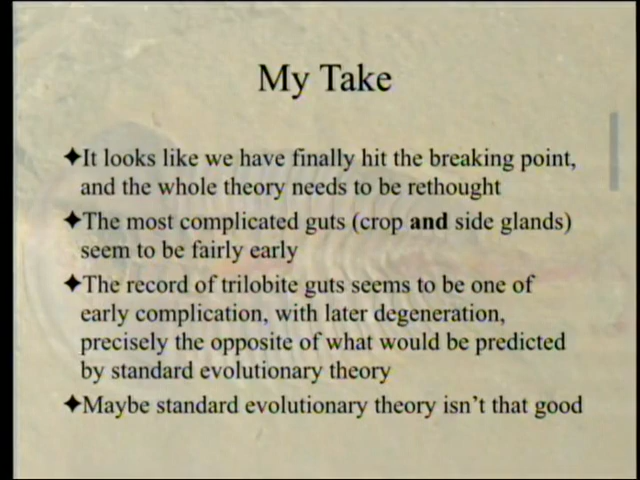 My Take
✦It looks like we have finally hit the breaking point,
and the whole theory needs to be rethought
✦The most complicated guts (crop and side glands)
seem to be fairly early
✦The record of trilobite guts seems to be one of
early complication, with later degeneration,
precisely the opposite of what would be predicted
by standard evolutionary theory
✦Maybe standard evolutionary theory isn't that good